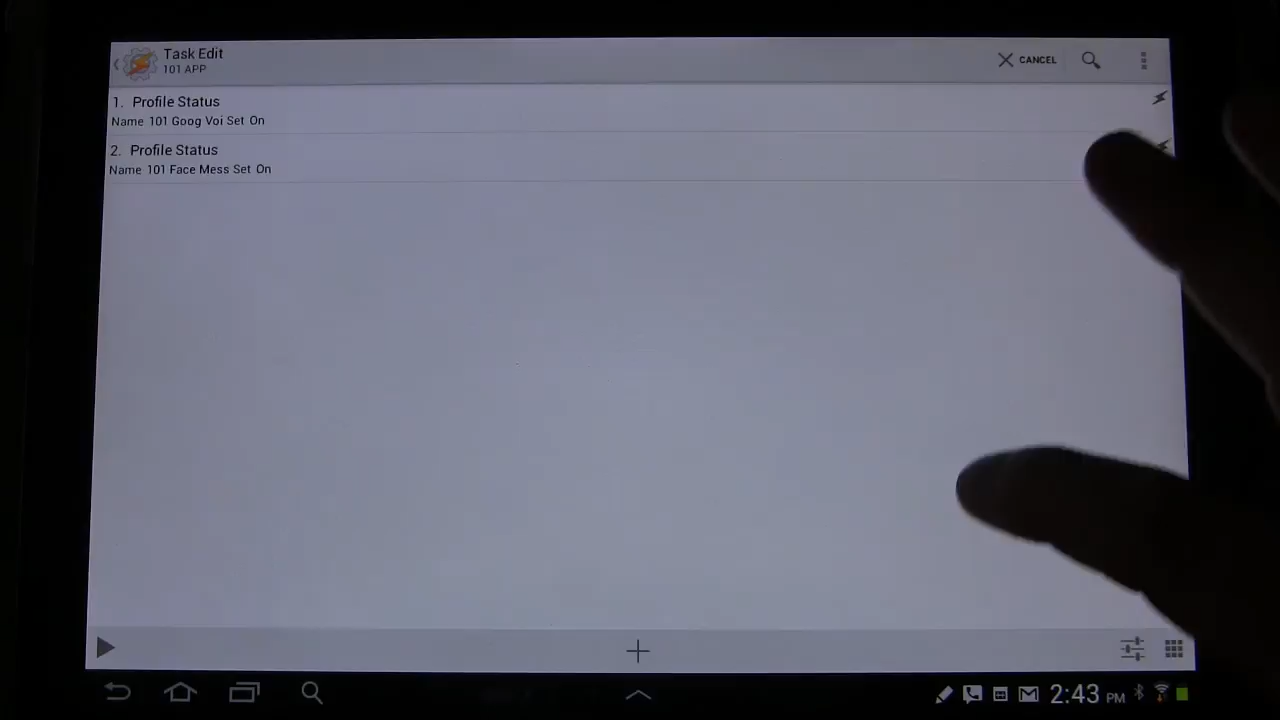 Task Edit
101 APP
CANCEL
1. Profile Status
Name 101 Goog Voi Set On
2. Profile Status
Name 101 Face Mess Set On
2:43 PM